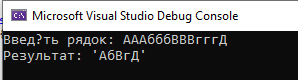 Microsoft Visual Studio Debug Console
Введ?ть рядок: АААбббВВВгггД
Результат: 'АбВгД'